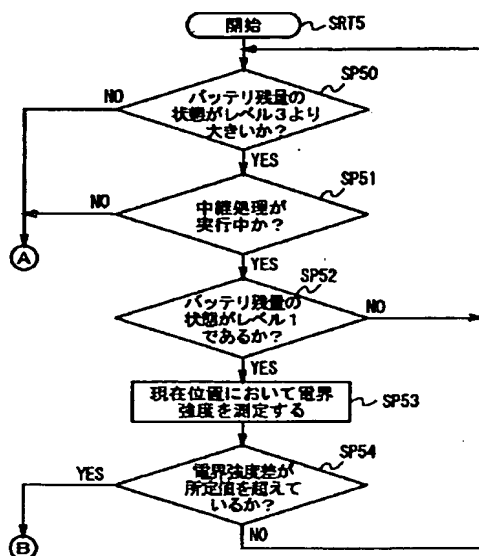 開始
SRT5
SP50
NO
バッテリ残量の
状態がレベル3より
大きいか?
YES
SP51
NO
中継処理が
実行中か?
A
YES
SP52
バッテリ残量の
状態がレベル1
であるか?
NO
YES
現在位置において電界
強度を測定する
SP53
SP54
YES
電界強度差が
所定値を超えて
いるか?
B
NO